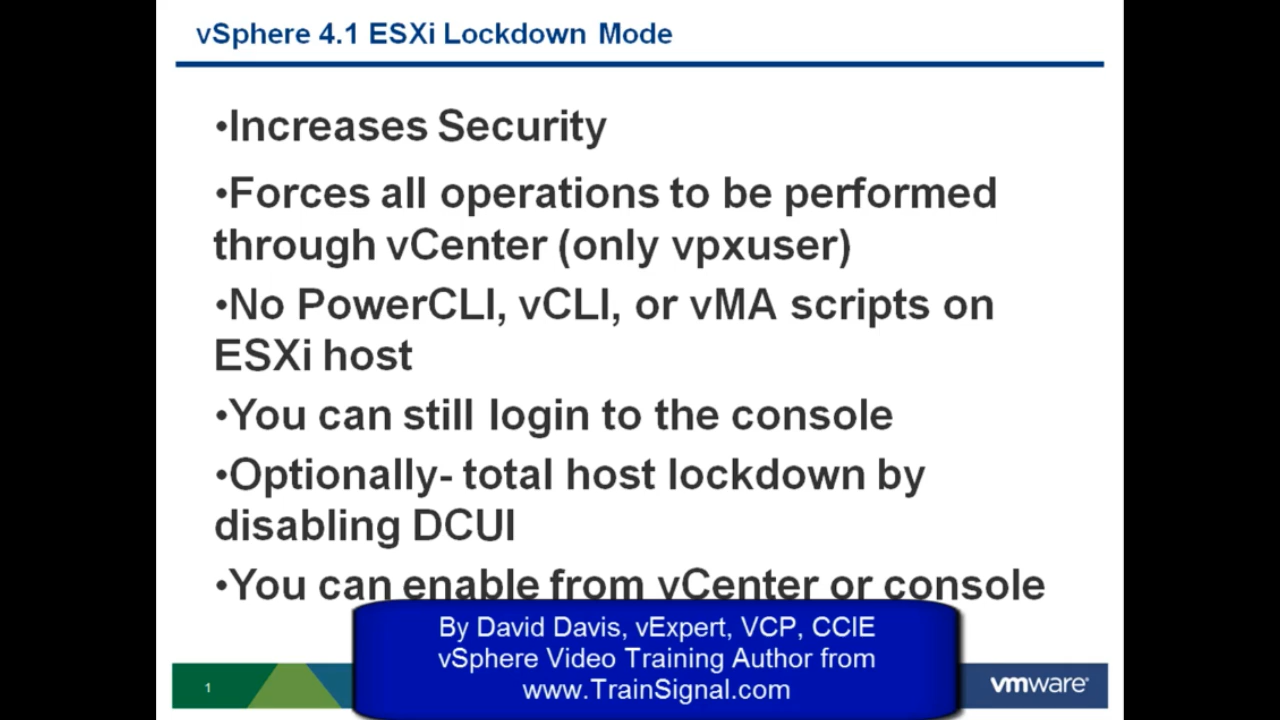 vSphere 4.1 ESXi Lockdown Mode
•Increases Security
•Forces all operations to be performed
through vCenter (only vpxuser)
•No PowerCLI, vCLI, or vMA scripts on
ESXi host
•You can still login to the console
•Optionally- total host lockdown by
disabling DCUI
•You can enable from vCenter or console
By David Davis, vExpert, VCP, CCIE
vSphere Video Training Author from
www.TrainSignal.com
1
vmware®